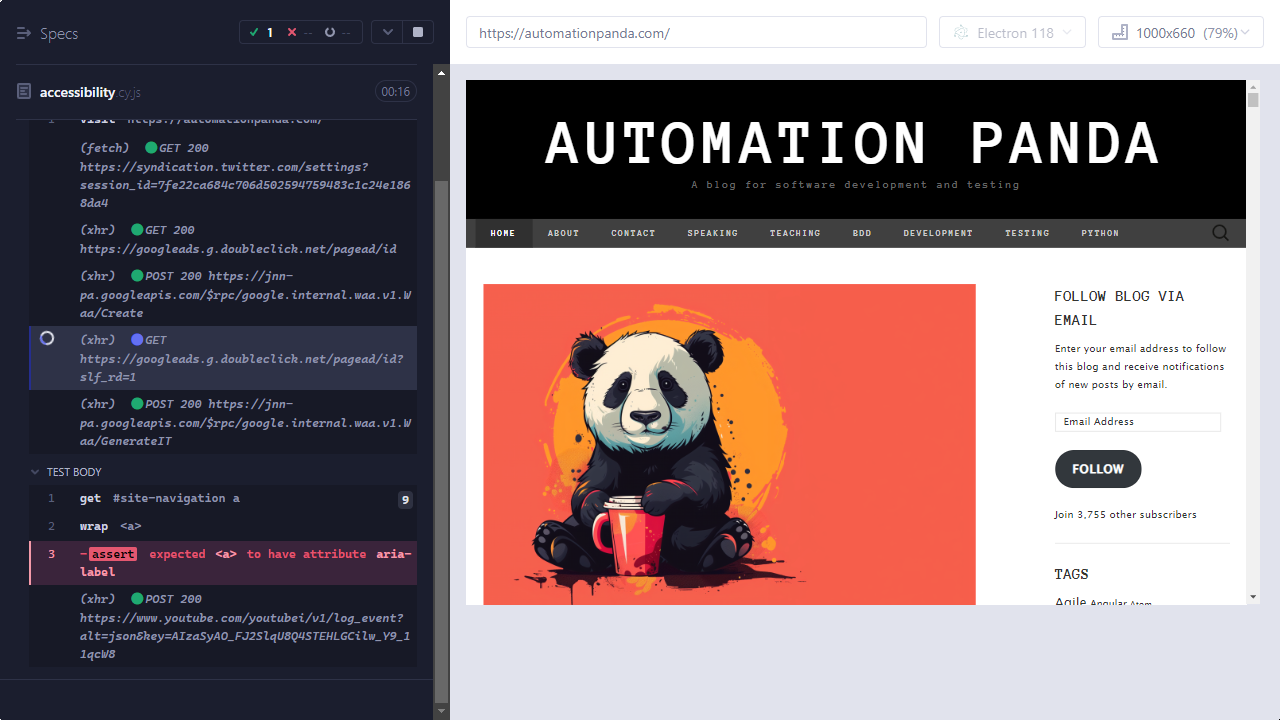 Specs
1
--
--
accessibility.cy.js
00:16
1 visit https://automationpanda.com/
(fetch) GET 200
https://syndication.twitter.com/settings?
session_id=7fe22ca684c706d502594759483c1c24e186
8da4
(xhr) GET 200
https://googleads.g.doubleclick.net/pagead/id
(xhr) POST 200 https://jnn-
pa.googleapis.com/$rpc/google.internal.waa.v1.W
aa/Create
(xhr) GET
https://googleads.g.doubleclick.net/pagead/id?
slf_rd=1
(xhr) POST 200 https://jnn-
pa.googleapis.com/$rpc/google.internal.waa.v1.W
aa/GenerateIT
TEST BODY
1 get #site-navigation a 9
2 wrap <a>
3 -assert expected <a> to have attribute aria-
label
(xhr) POST 200
https://www.youtube.com/youtubei/v1/log_event?
alt=json&key=AIzaSyAO_FJ2SlqU8Q4STEHLGCilw_Y9_1
1qcW8
https://automationpanda.com/
Electron 118
1000x660 (79%)
AUTOMATION PANDA
A blog for software development and testing
HOME ABOUT CONTACT SPEAKING TEACHING BDD DEVELOPMENT TESTING PYTHON
FOLLOW BLOG VIA
EMAIL
Enter your email address to follow
this blog and receive notifications
of new posts by email.
Email Address
FOLLOW
Join 3,755 other subscribers
TAGS
Agile Angular Atom